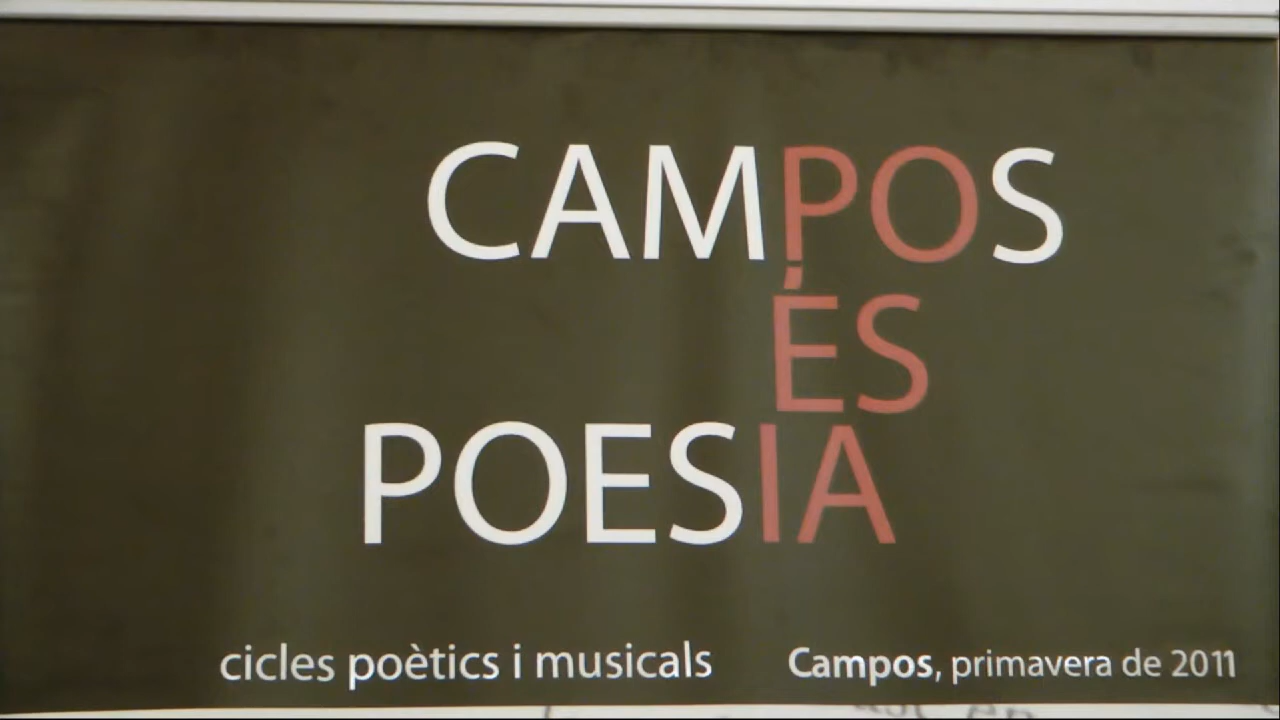 CAMPOS
ÉS
POESIA
cicles poètics i musicals
Campos, primavera de 2011